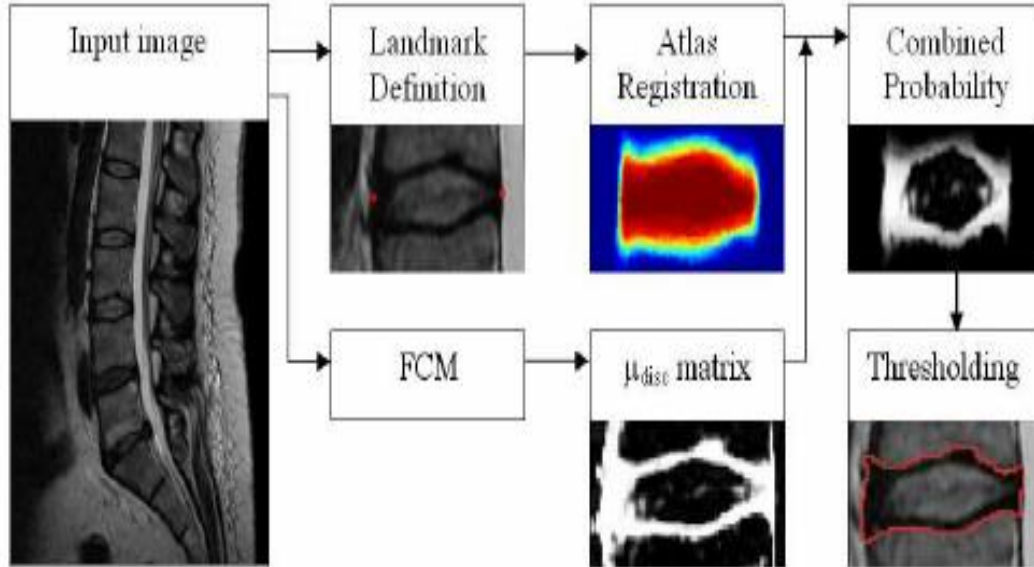 Input image
Landmark
Definition
Atlas
Registration
Combined
Probability
FCM
μdisc matrix
Thresholding